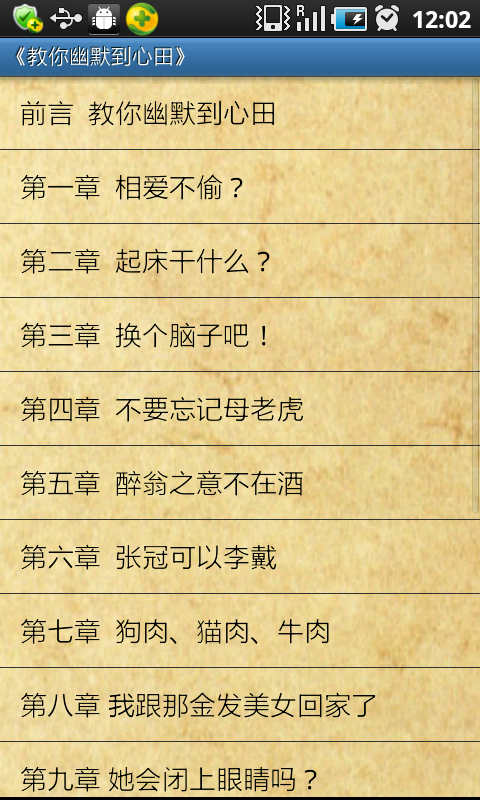 R
12:02
《教你幽默到心田》
前言 教你幽默到心田
第一章 相爱不偷？
第二章 起床干什么？
第三章 换个脑子吧！
第四章 不要忘记母老虎
第五章 醉翁之意不在酒
第六章 张冠可以李戴
第七章 狗肉、猫肉、牛肉
第八章 我跟那金发美女回家了
第九章 她会闭上眼睛吗？